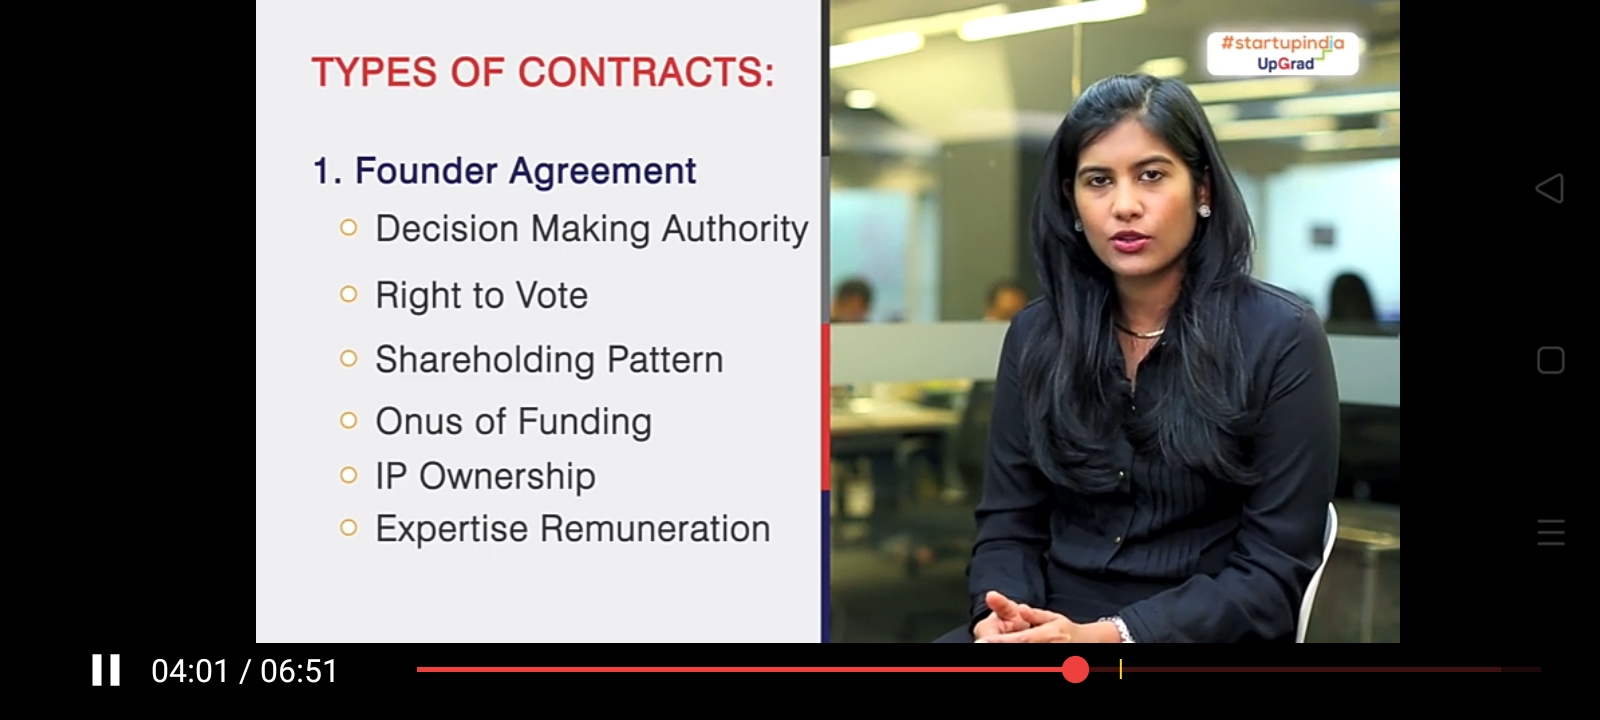 TYPES OF CONTRACTS:
1. Founder Agreement
Decision Making Authority
Right to Vote
Shareholding Pattern
Onus of Funding
IP Ownership
Expertise Remuneration
#startupindia
UpGrad
04:01 / 06:51